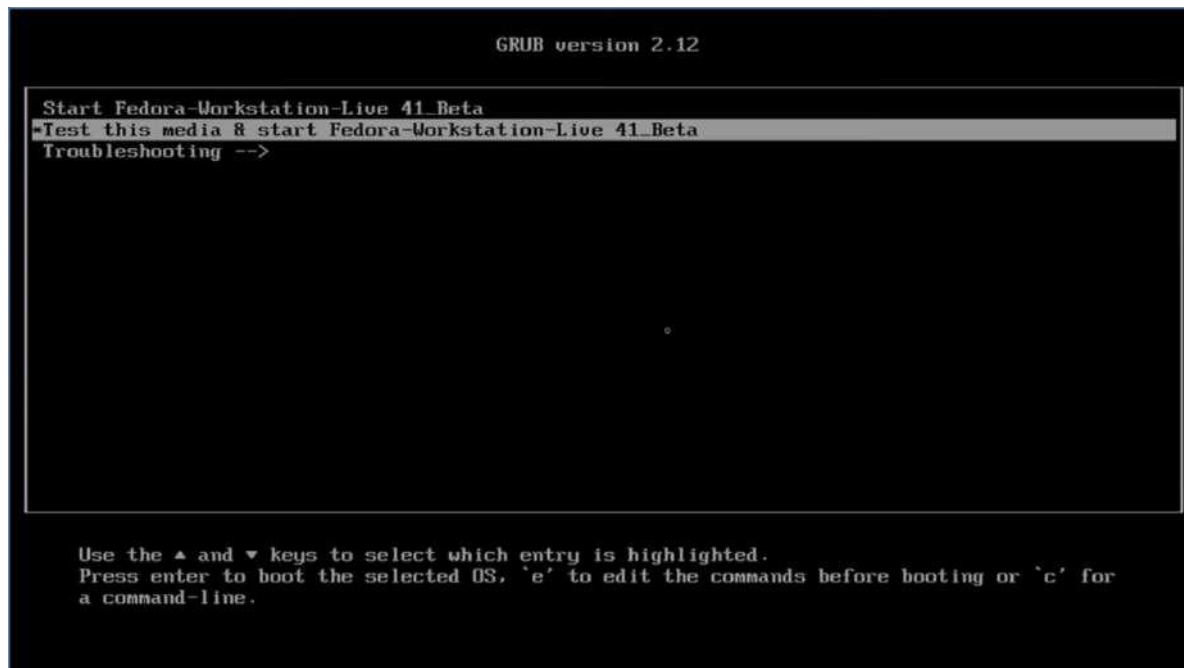 GRUB version 2.12
Start Fedora-Workstation-Live 41_Beta
*Test this media & start Fedora-Workstation-Live 41_Beta
Troubleshooting -->
Use the ▲ and ▼ keys to select which entry is highlighted.
Press enter to boot the selected OS, `e' to edit the commands before booting or `c' for
a command-line.